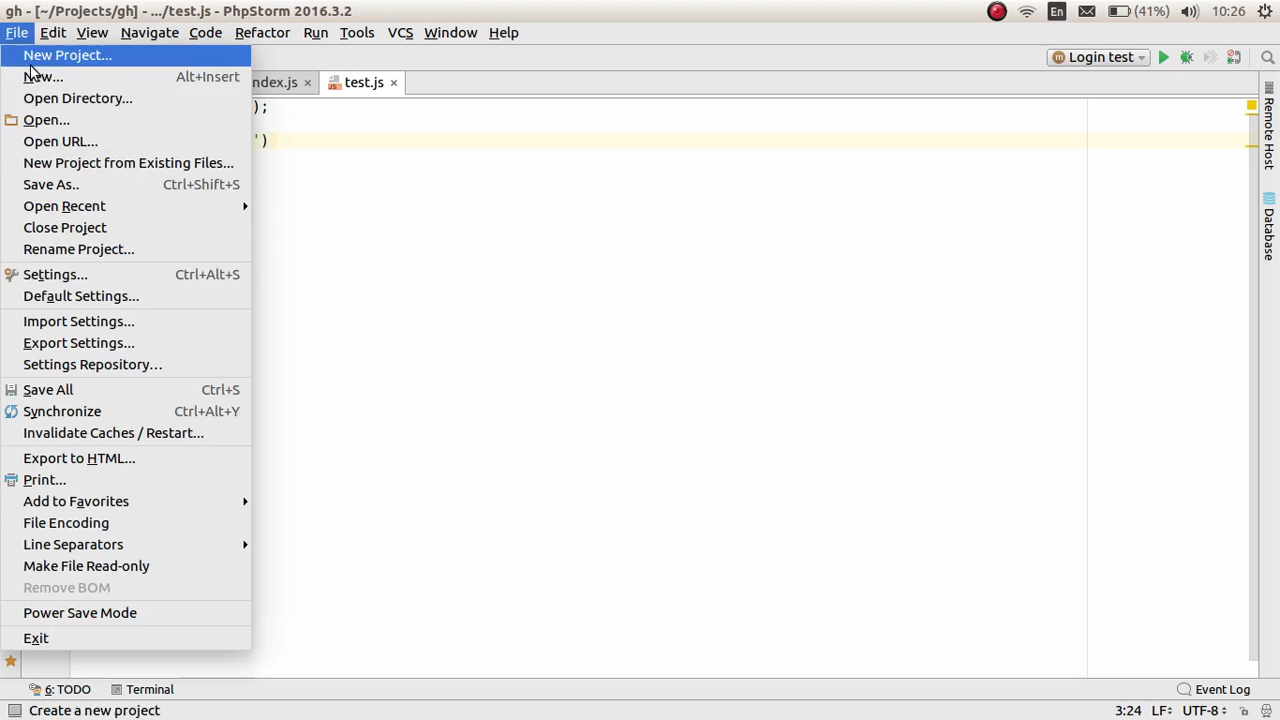 gh - [~/Projects/gh] - .../test.js - PhpStorm 2016.3.2
En
(41%)
10:26
File Edit View Navigate Code Refactor Run Tools VCS Window Help
New Project...
Login test
New... Alt+Insert
ndex.js
test.js
Open Directory...
);
Open...
Open URL...
')
New Project from Existing Files...
Save As.. Ctrl+Shift+S
Open Recent
Close Project
Rename Project...
Settings... Ctrl+Alt+S
Default Settings...
Import Settings...
Export Settings...
Settings Repository...
Save All Ctrl+S
Synchronize Ctrl+Alt+Y
Invalidate Caches / Restart...
Export to HTML...
Print...
Add to Favorites
File Encoding
Line Separators
Make File Read-only
Remove BOM
Power Save Mode
Exit
Remote Host
Database
6: TODO
Terminal
Event Log
Create a new project
3:24 LF UTF-8